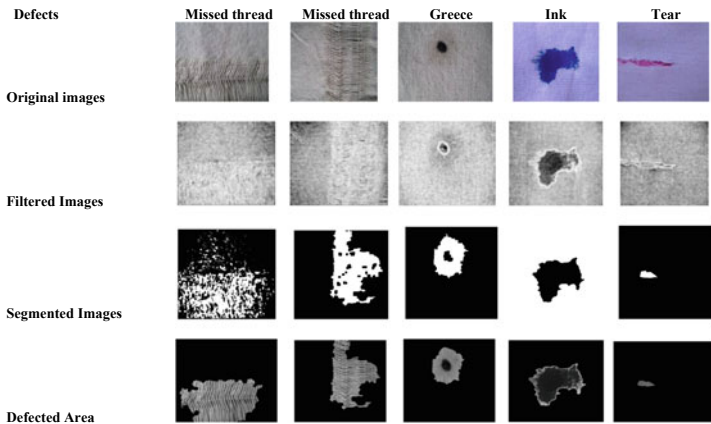 Defects Missed thread Missed thread Greece Ink Tear
Original images
Filtered Images
Segmented Images
Defected Area